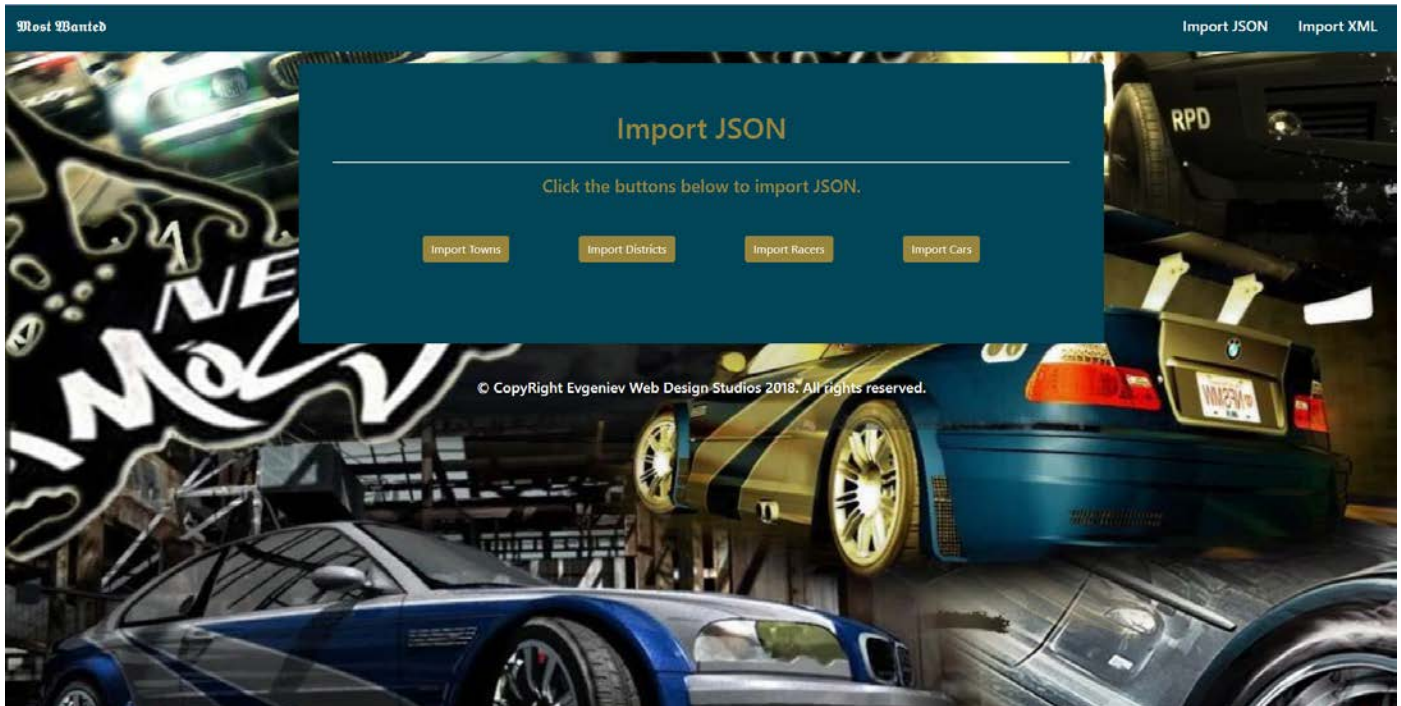 Most Wanted
Import JSON
Import XML
Import JSON
Click the buttons below to import JSON.
Import Towns
Import Districts
Import Racers
Import Cars
© CopyRight Evgeniev Web Design Studios 2018. All rights reserved.
RPD
NE